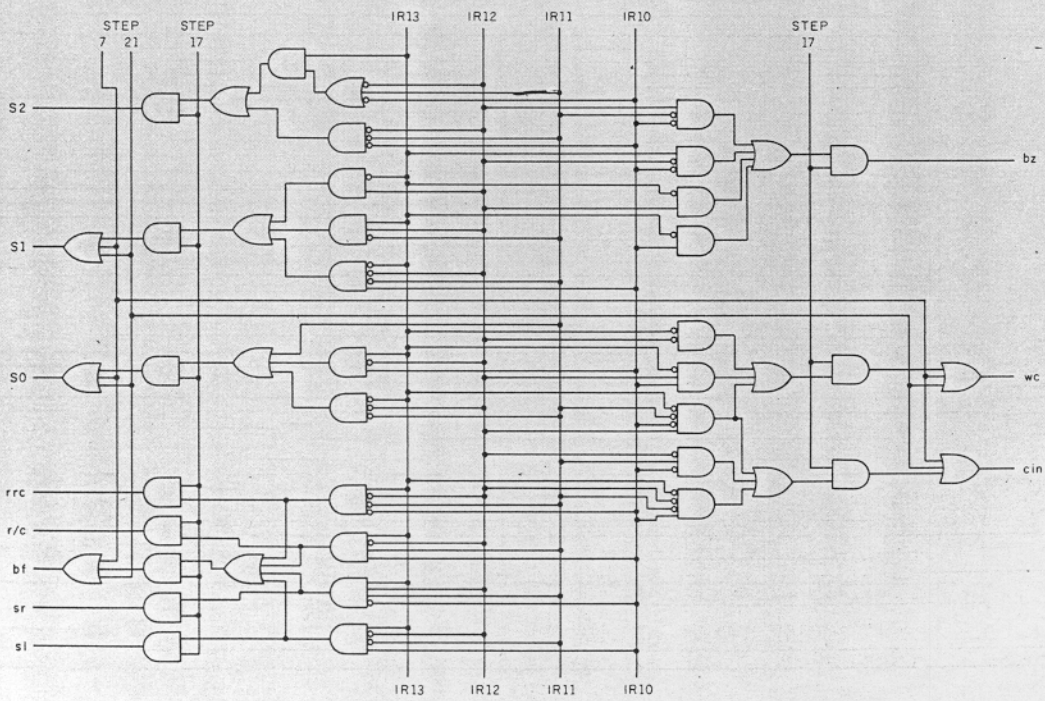 IR13 IR12 IR11 IR10
STEP STEP STEP
7 21 17 17
S2
bz
S1
S0
wc
cin
rrc
r/c
bf
sr
sl
IR13 IR12 IR11 IR10